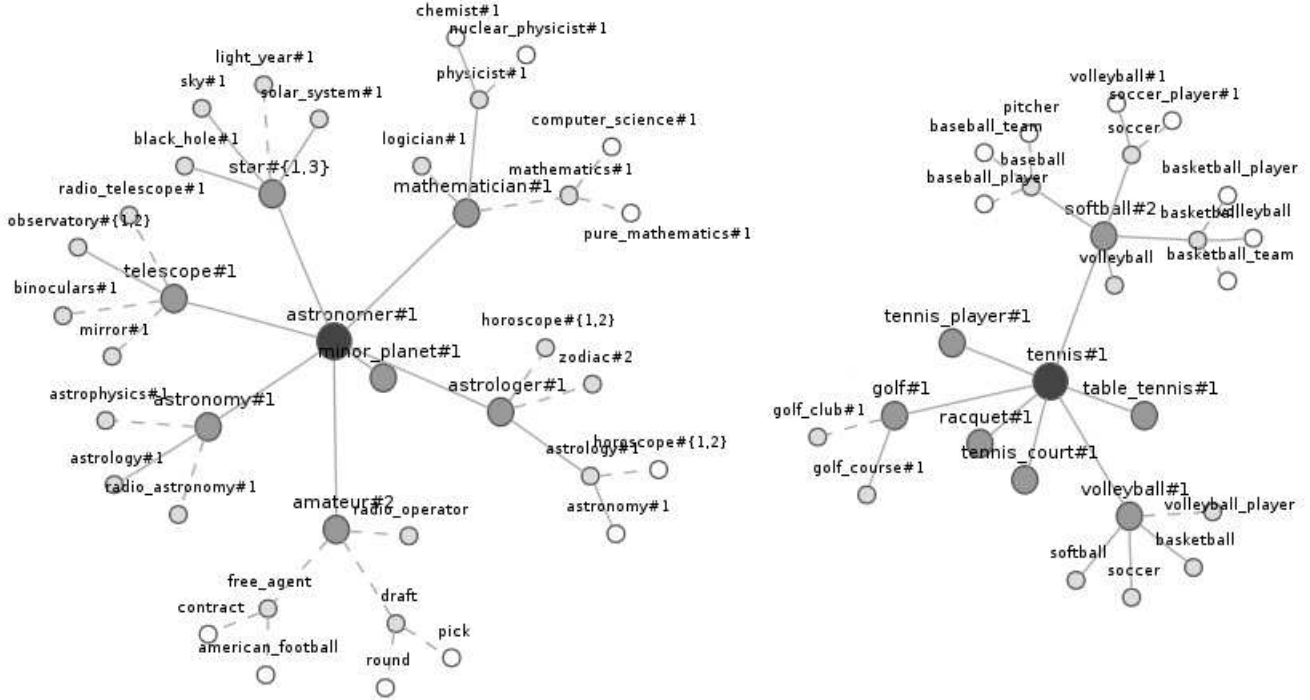 chemist#1
nuclear_physicist#1
light_year#1
physicist#1
sky#1
solar_system#1
computer_science#1
black_hole#1
logician#1
star#{1,3}
mathematics#1
radio_telescope#1
mathematician#1
observatory#{1,2}
pure_mathematics#1
telescope#1
binoculars#1
astronomer#1
horoscope#{1,2}
mirror#1
minor_planet#1
zodiac#2
astrologer#1
astrophysics#1
astronomy#1
horoscope#{1,2}
astrology#1
astrology#1
radio_astronomy#1
amateur#2
radio_operator
astronomy#1
free_agent
draft
contract
pick
american_football
round
volleyball#1
soccer_player#1
pitcher
baseball_team
soccer
baseball
basketball_player
baseball_player
softball#2
basketball
volleyball
volleyball
basketball_team
tennis_player#1
tennis#1
golf#1
table_tennis#1
golf_club#1
racquet#1
tennis_court#1
golf_course#1
volleyball#1
volleyball_player
basketball
softball
soccer